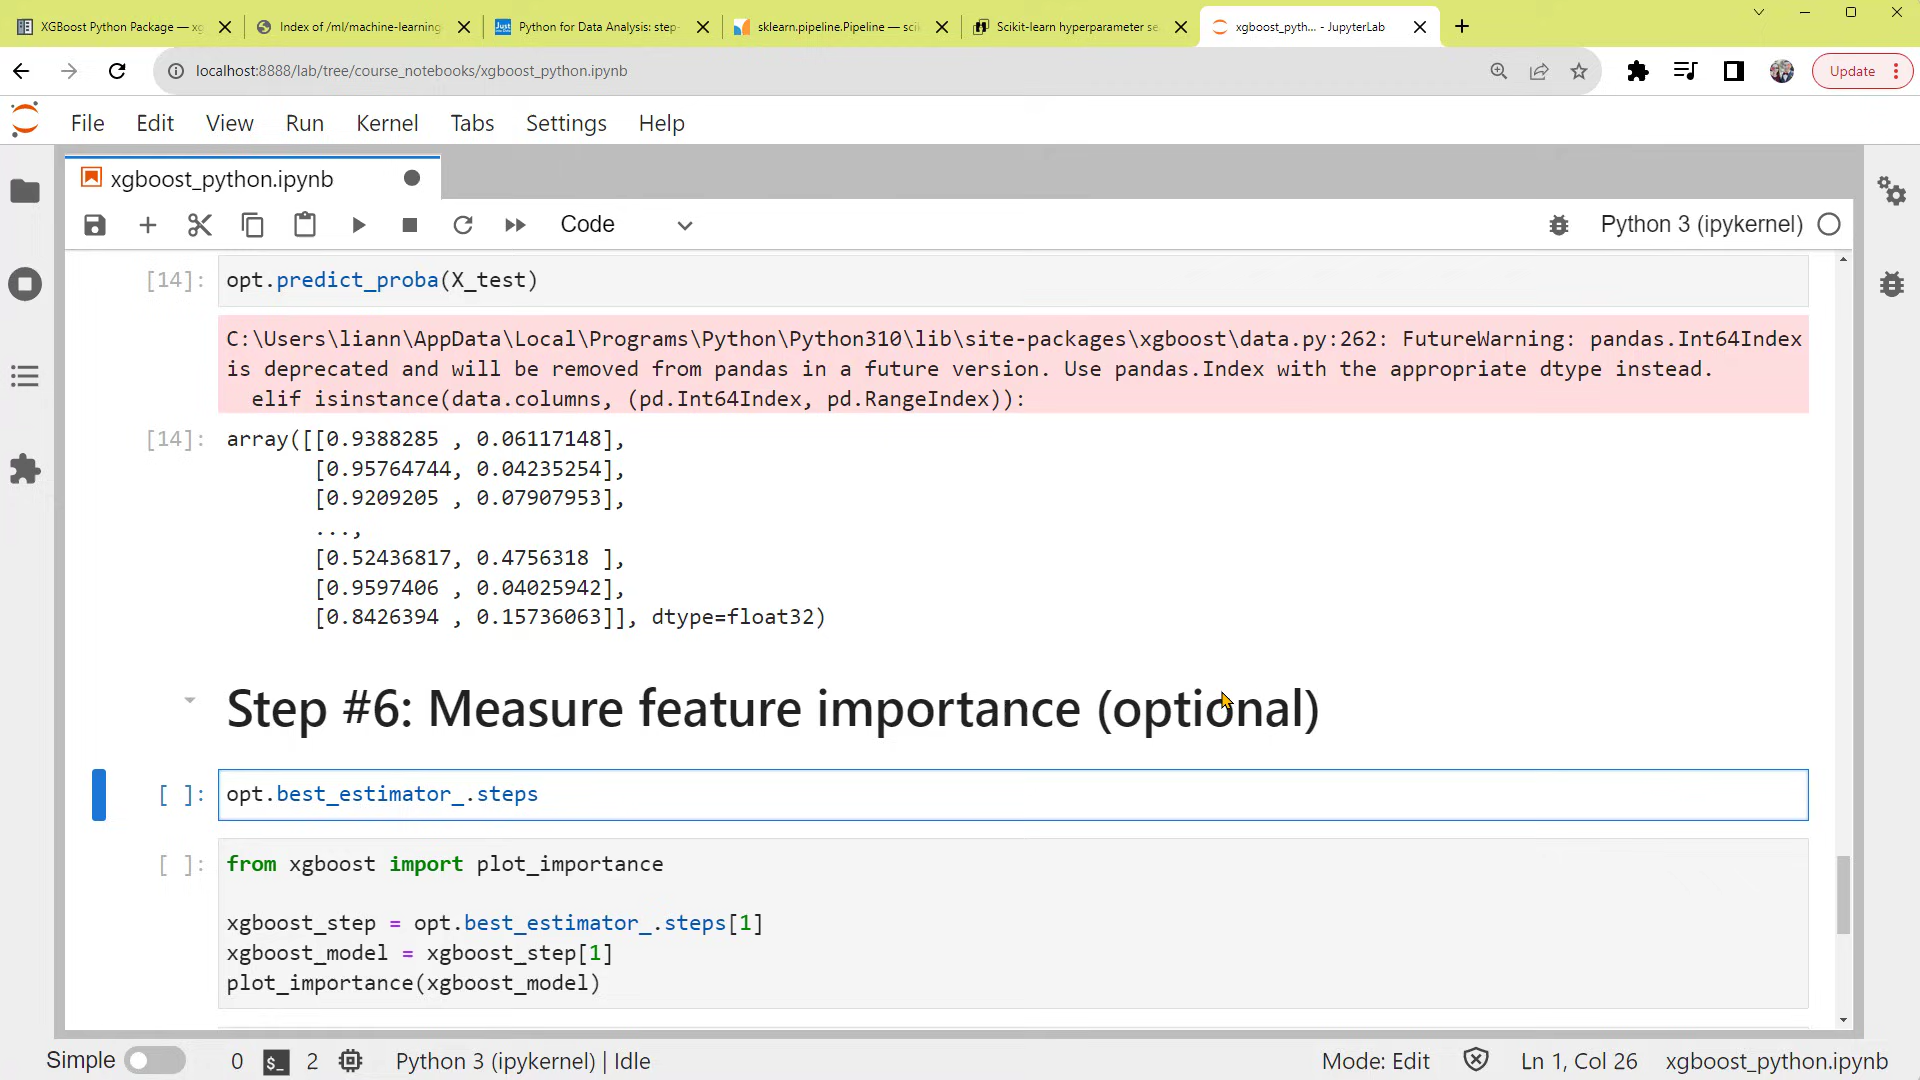 XGBoost Python Package — xg
Index of /ml/machine-learning
Python for Data Analysis: step-
sklearn.pipeline.Pipeline — sci
Scikit-learn hyperparameter se
xgboost_pyth... - JupyterLab
localhost:8888/lab/tree/course_notebooks/xgboost_python.ipynb
Update
File Edit View Run Kernel Tabs Settings Help
xgboost_python.ipynb
Code
Python 3 (ipykernel)
[14]: opt.predict_proba(X_test)
C:\Users\liann\AppData\Local\Programs\Python\Python310\lib\site-packages\xgboost\data.py:262: FutureWarning: pandas.Int64Index
is deprecated and will be removed from pandas in a future version. Use pandas.Index with the appropriate dtype instead.
elif isinstance(data.columns, (pd.Int64Index, pd.RangeIndex)):
[14]: array([[0.9388285 , 0.06117148],
[0.95764744, 0.04235254],
[0.9209205 , 0.07907953],
...,
[0.52436817, 0.4756318 ],
[0.9597406 , 0.04025942],
[0.8426394 , 0.15736063]], dtype=float32)
Step #6: Measure feature importance (optional)
[ ]: opt.best_estimator_.steps
[ ]: from xgboost import plot_importance
xgboost_step = opt.best_estimator_.steps[1]
xgboost_model = xgboost_step[1]
plot_importance(xgboost_model)
Simple 0 $_ 2 Python 3 (ipykernel) | Idle Mode: Edit Ln 1, Col 26 xgboost_python.ipynb